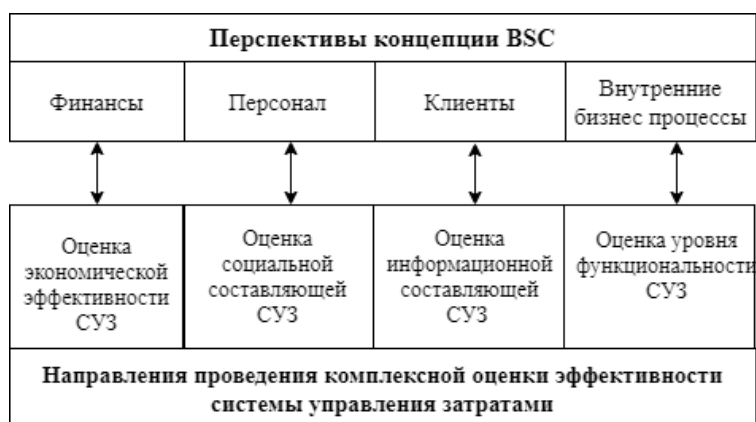 Перспективы концепции BSC
Финансы
Персонал
Клиенты
Внутренние
бизнес процессы
Оценка
экономической
эффективности
СУЗ
Оценка
социальной
составляющей
СУЗ
Оценка
информационной
составляющей
СУЗ
Оценка уровня
функциональности
СУЗ
Направления проведения комплексной оценки эффективности
системы управления затратами